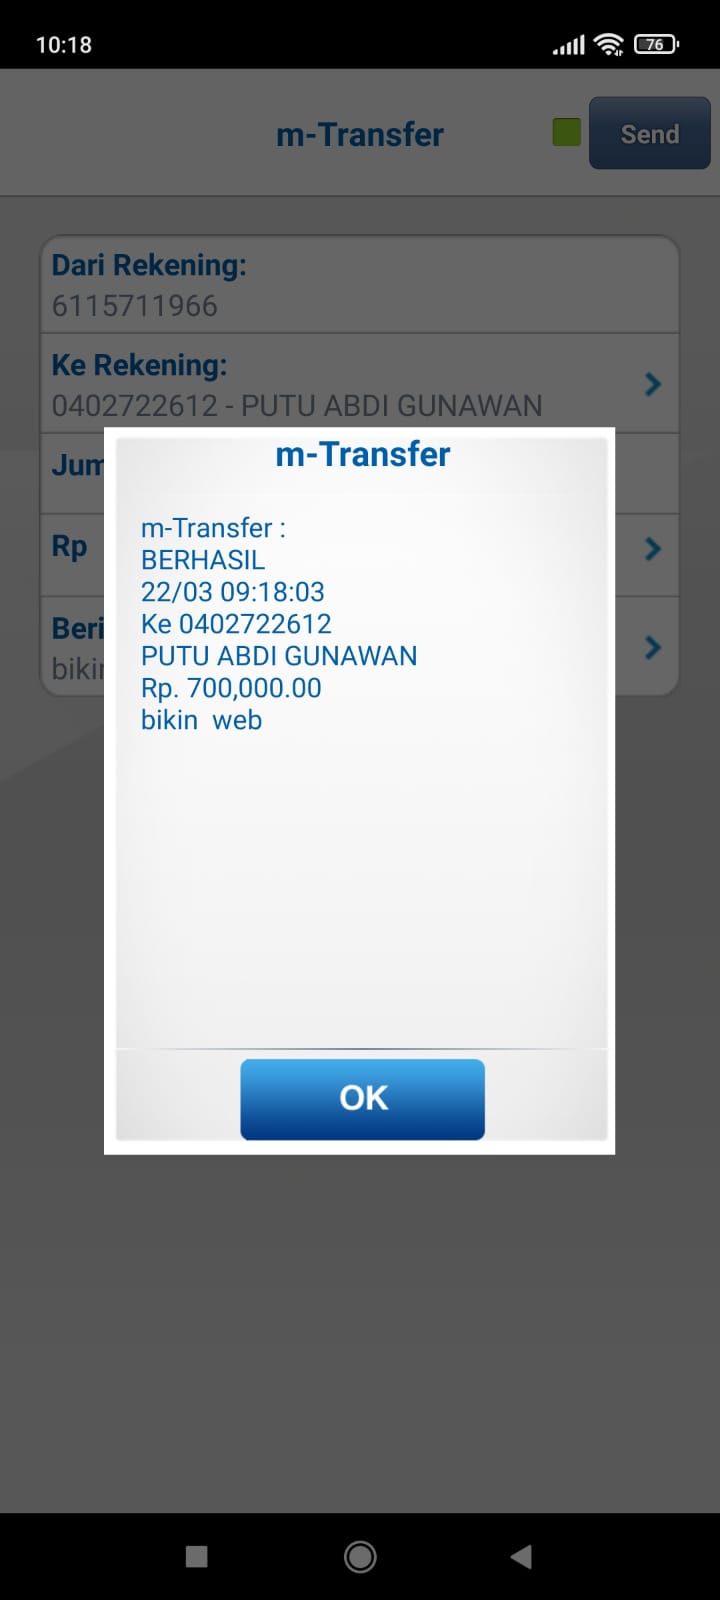 10:18
76
m-Transfer
Send
Dari Rekening:
6115711966
Ke Rekening:
0402722612 - PUTU ABDI GUNAWAN
Jum
Rp
Beri
biki
m-Transfer
m-Transfer :
BERHASIL
22/03 09:18:03
Ke 0402722612
PUTU ABDI GUNAWAN
Rp. 700,000.00
bikin  web
OK